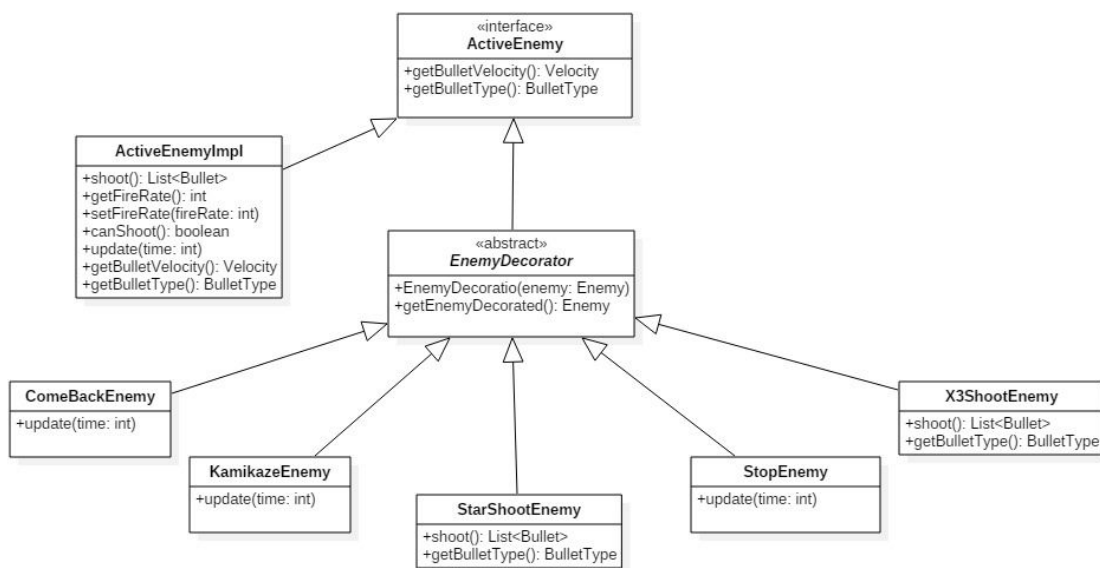 «interface»
ActiveEnemy
+getBulletVelocity(): Velocity
+getBulletType(): BulletType
ActiveEnemyImpl
+shoot(): List<Bullet>
+getFireRate(): int
+setFireRate(fireRate: int)
+canShoot(): boolean
+update(time: int)
+getBulletVelocity(): Velocity
+getBulletType(): BulletType
«abstract»
EnemyDecorator
+EnemyDecoratio(enemy: Enemy)
+getEnemyDecorated(): Enemy
ComeBackEnemy
+update(time: int)
KamikazeEnemy
+update(time: int)
StarShootEnemy
+shoot(): List<Bullet>
+getBulletType(): BulletType
StopEnemy
+update(time: int)
X3ShootEnemy
+shoot(): List<Bullet>
+getBulletType(): BulletType